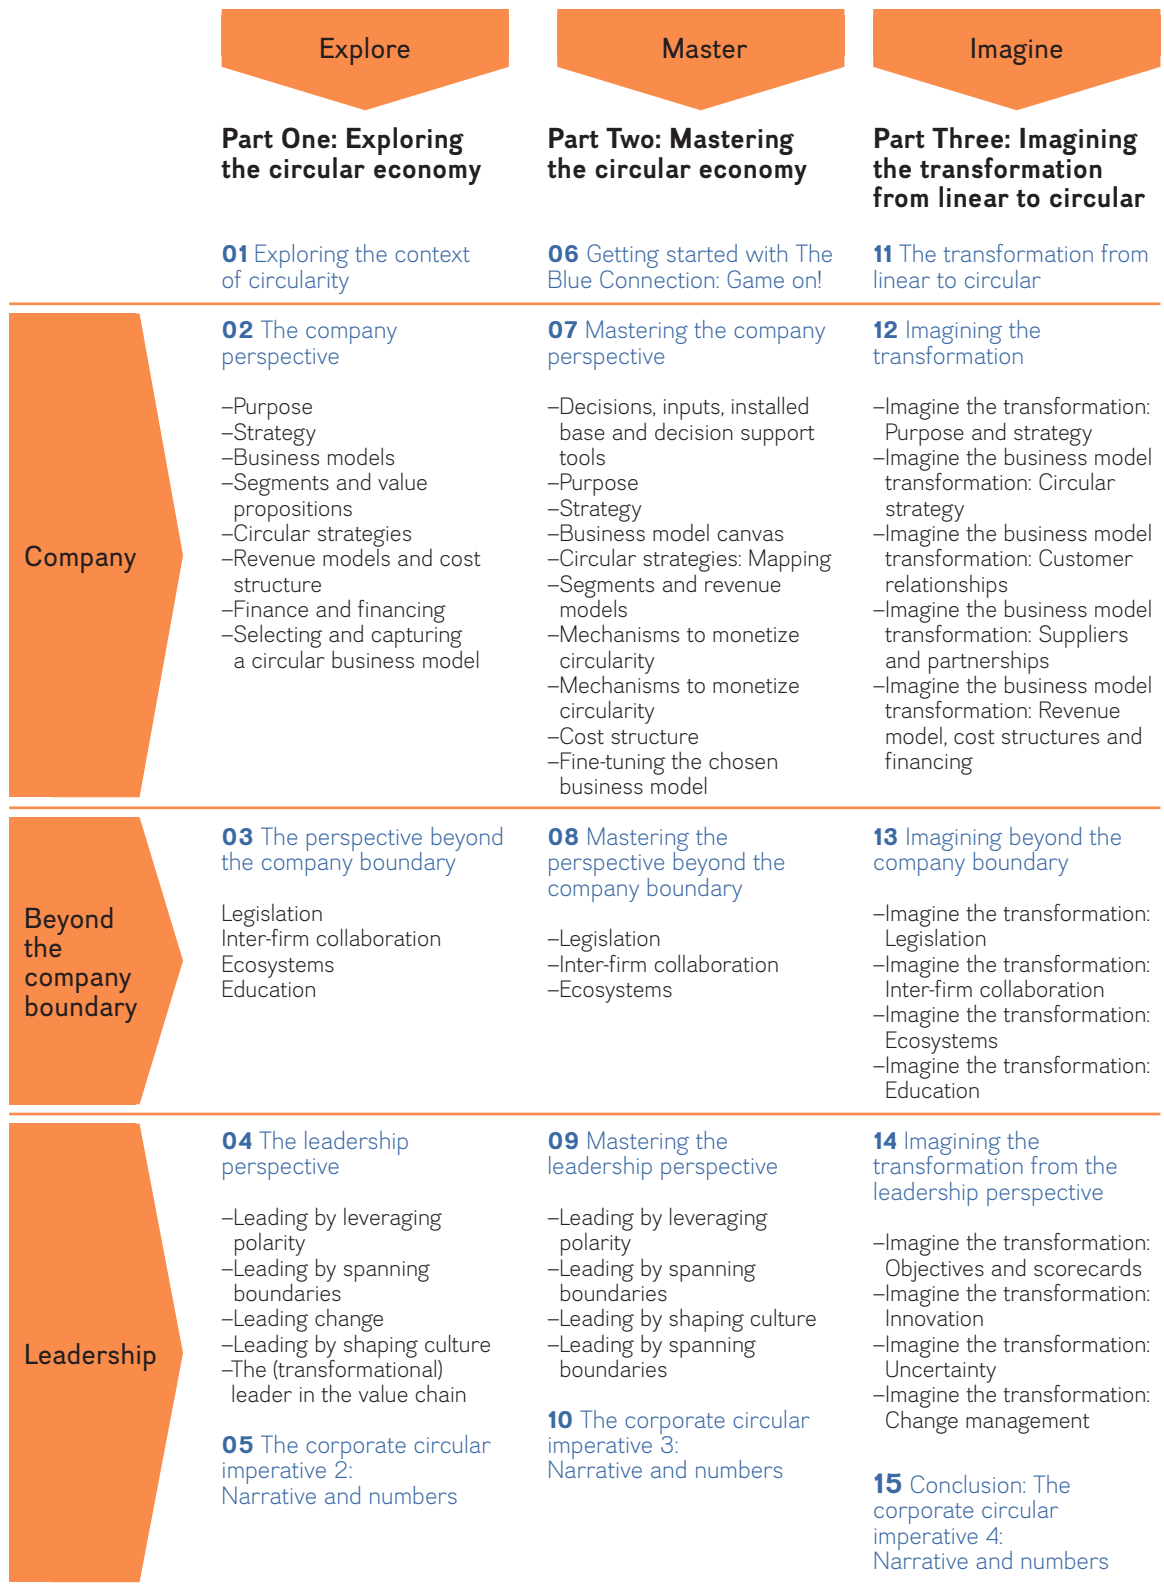 Explore
Master
Imagine
Part One: Exploring
the circular economy
Part Two: Mastering
the circular economy
Part Three: Imagining
the transformation
from linear to circular
01 Exploring the context
of circularity
06 Getting started with The
Blue Connection: Game on!
11 The transformation from
linear to circular
Company
02 The company
perspective
–Purpose
–Strategy
–Business models
–Segments and value
propositions
–Circular strategies
–Revenue models and cost
structure
–Finance and financing
–Selecting and capturing
a circular business model
07 Mastering the company
perspective
–Decisions, inputs, installed
base and decision support
tools
–Purpose
–Strategy
–Business model canvas
–Circular strategies: Mapping
–Segments and revenue
models
–Mechanisms to monetize
circularity
–Mechanisms to monetize
circularity
–Cost structure
–Fine-tuning the chosen
business model
12 Imagining the
transformation
–Imagine the transformation:
Purpose and strategy
–Imagine the business model
transformation: Circular
strategy
–Imagine the business model
transformation: Customer
relationships
–Imagine the business model
transformation: Suppliers
and partnerships
–Imagine the business model
transformation: Revenue
model, cost structures and
financing
Beyond
the
company
boundary
03 The perspective beyond
the company boundary
Legislation
Inter-firm collaboration
Ecosystems
Education
08 Mastering the
perspective beyond the
company boundary
–Legislation
–Inter-firm collaboration
–Ecosystems
13 Imagining beyond the
company boundary
–Imagine the transformation:
Legislation
–Imagine the transformation:
Inter-firm collaboration
–Imagine the transformation:
Ecosystems
–Imagine the transformation:
Education
Leadership
04 The leadership
perspective
–Leading by leveraging
polarity
–Leading by spanning
boundaries
–Leading change
–Leading by shaping culture
–The (transformational)
leader in the value chain
05 The corporate circular
imperative 2:
Narrative and numbers
09 Mastering the
leadership perspective
–Leading by leveraging
polarity
–Leading by spanning
boundaries
–Leading by shaping culture
–Leading by spanning
boundaries
10 The corporate circular
imperative 3:
Narrative and numbers
14 Imagining the
transformation from the
leadership perspective
–Imagine the transformation:
Objectives and scorecards
–Imagine the transformation:
Innovation
–Imagine the transformation:
Uncertainty
–Imagine the transformation:
Change management
15 Conclusion: The
corporate circular
imperative 4:
Narrative and numbers